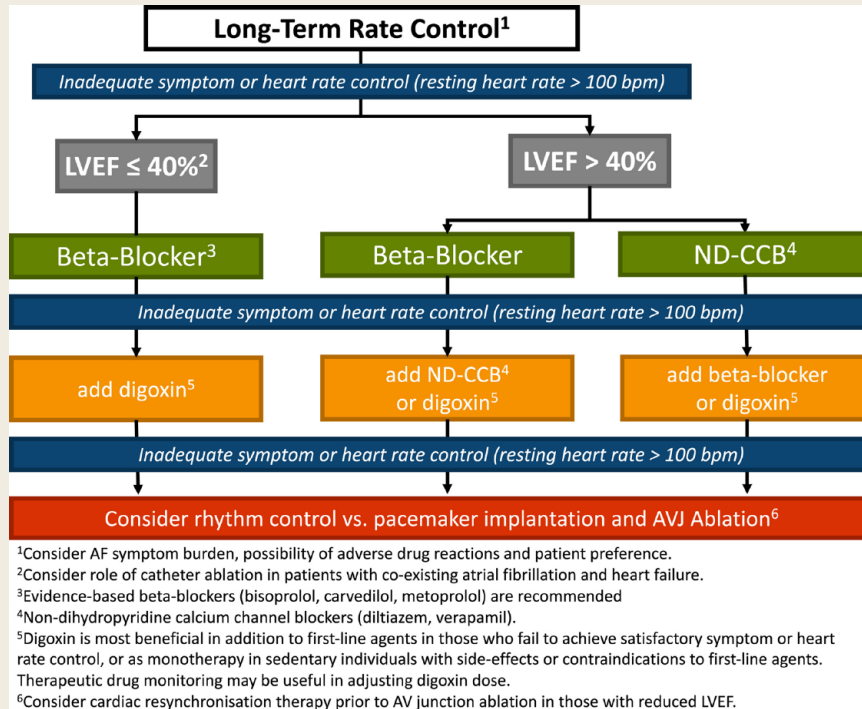 Long-Term Rate Control¹
Inadequate symptom or heart rate control (resting heart rate > 100 bpm)
LVEF ≤ 40%²
LVEF > 40%
Beta-Blocker³
Beta-Blocker
ND-CCB⁴
Inadequate symptom or heart rate control (resting heart rate > 100 bpm)
add digoxin⁵
add ND-CCB⁴
or digoxin⁵
add beta-blocker
or digoxin⁵
Inadequate symptom or heart rate control (resting heart rate > 100 bpm)
Consider rhythm control vs. pacemaker implantation and AVJ Ablation⁶
¹Consider AF symptom burden, possibility of adverse drug reactions and patient preference.
²Consider role of catheter ablation in patients with co-existing atrial fibrillation and heart failure.
³Evidence-based beta-blockers (bisoprolol, carvedilol, metoprolol) are recommended
⁴Non-dihydropyridine calcium channel blockers (diltiazem, verapamil).
⁵Digoxin is most beneficial in addition to first-line agents in those who fail to achieve satisfactory symptom or heart
rate control, or as monotherapy in sedentary individuals with side-effects or contraindications to first-line agents.
Therapeutic drug monitoring may be useful in adjusting digoxin dose.
⁶Consider cardiac resynchronisation therapy prior to AV junction ablation in those with reduced LVEF.